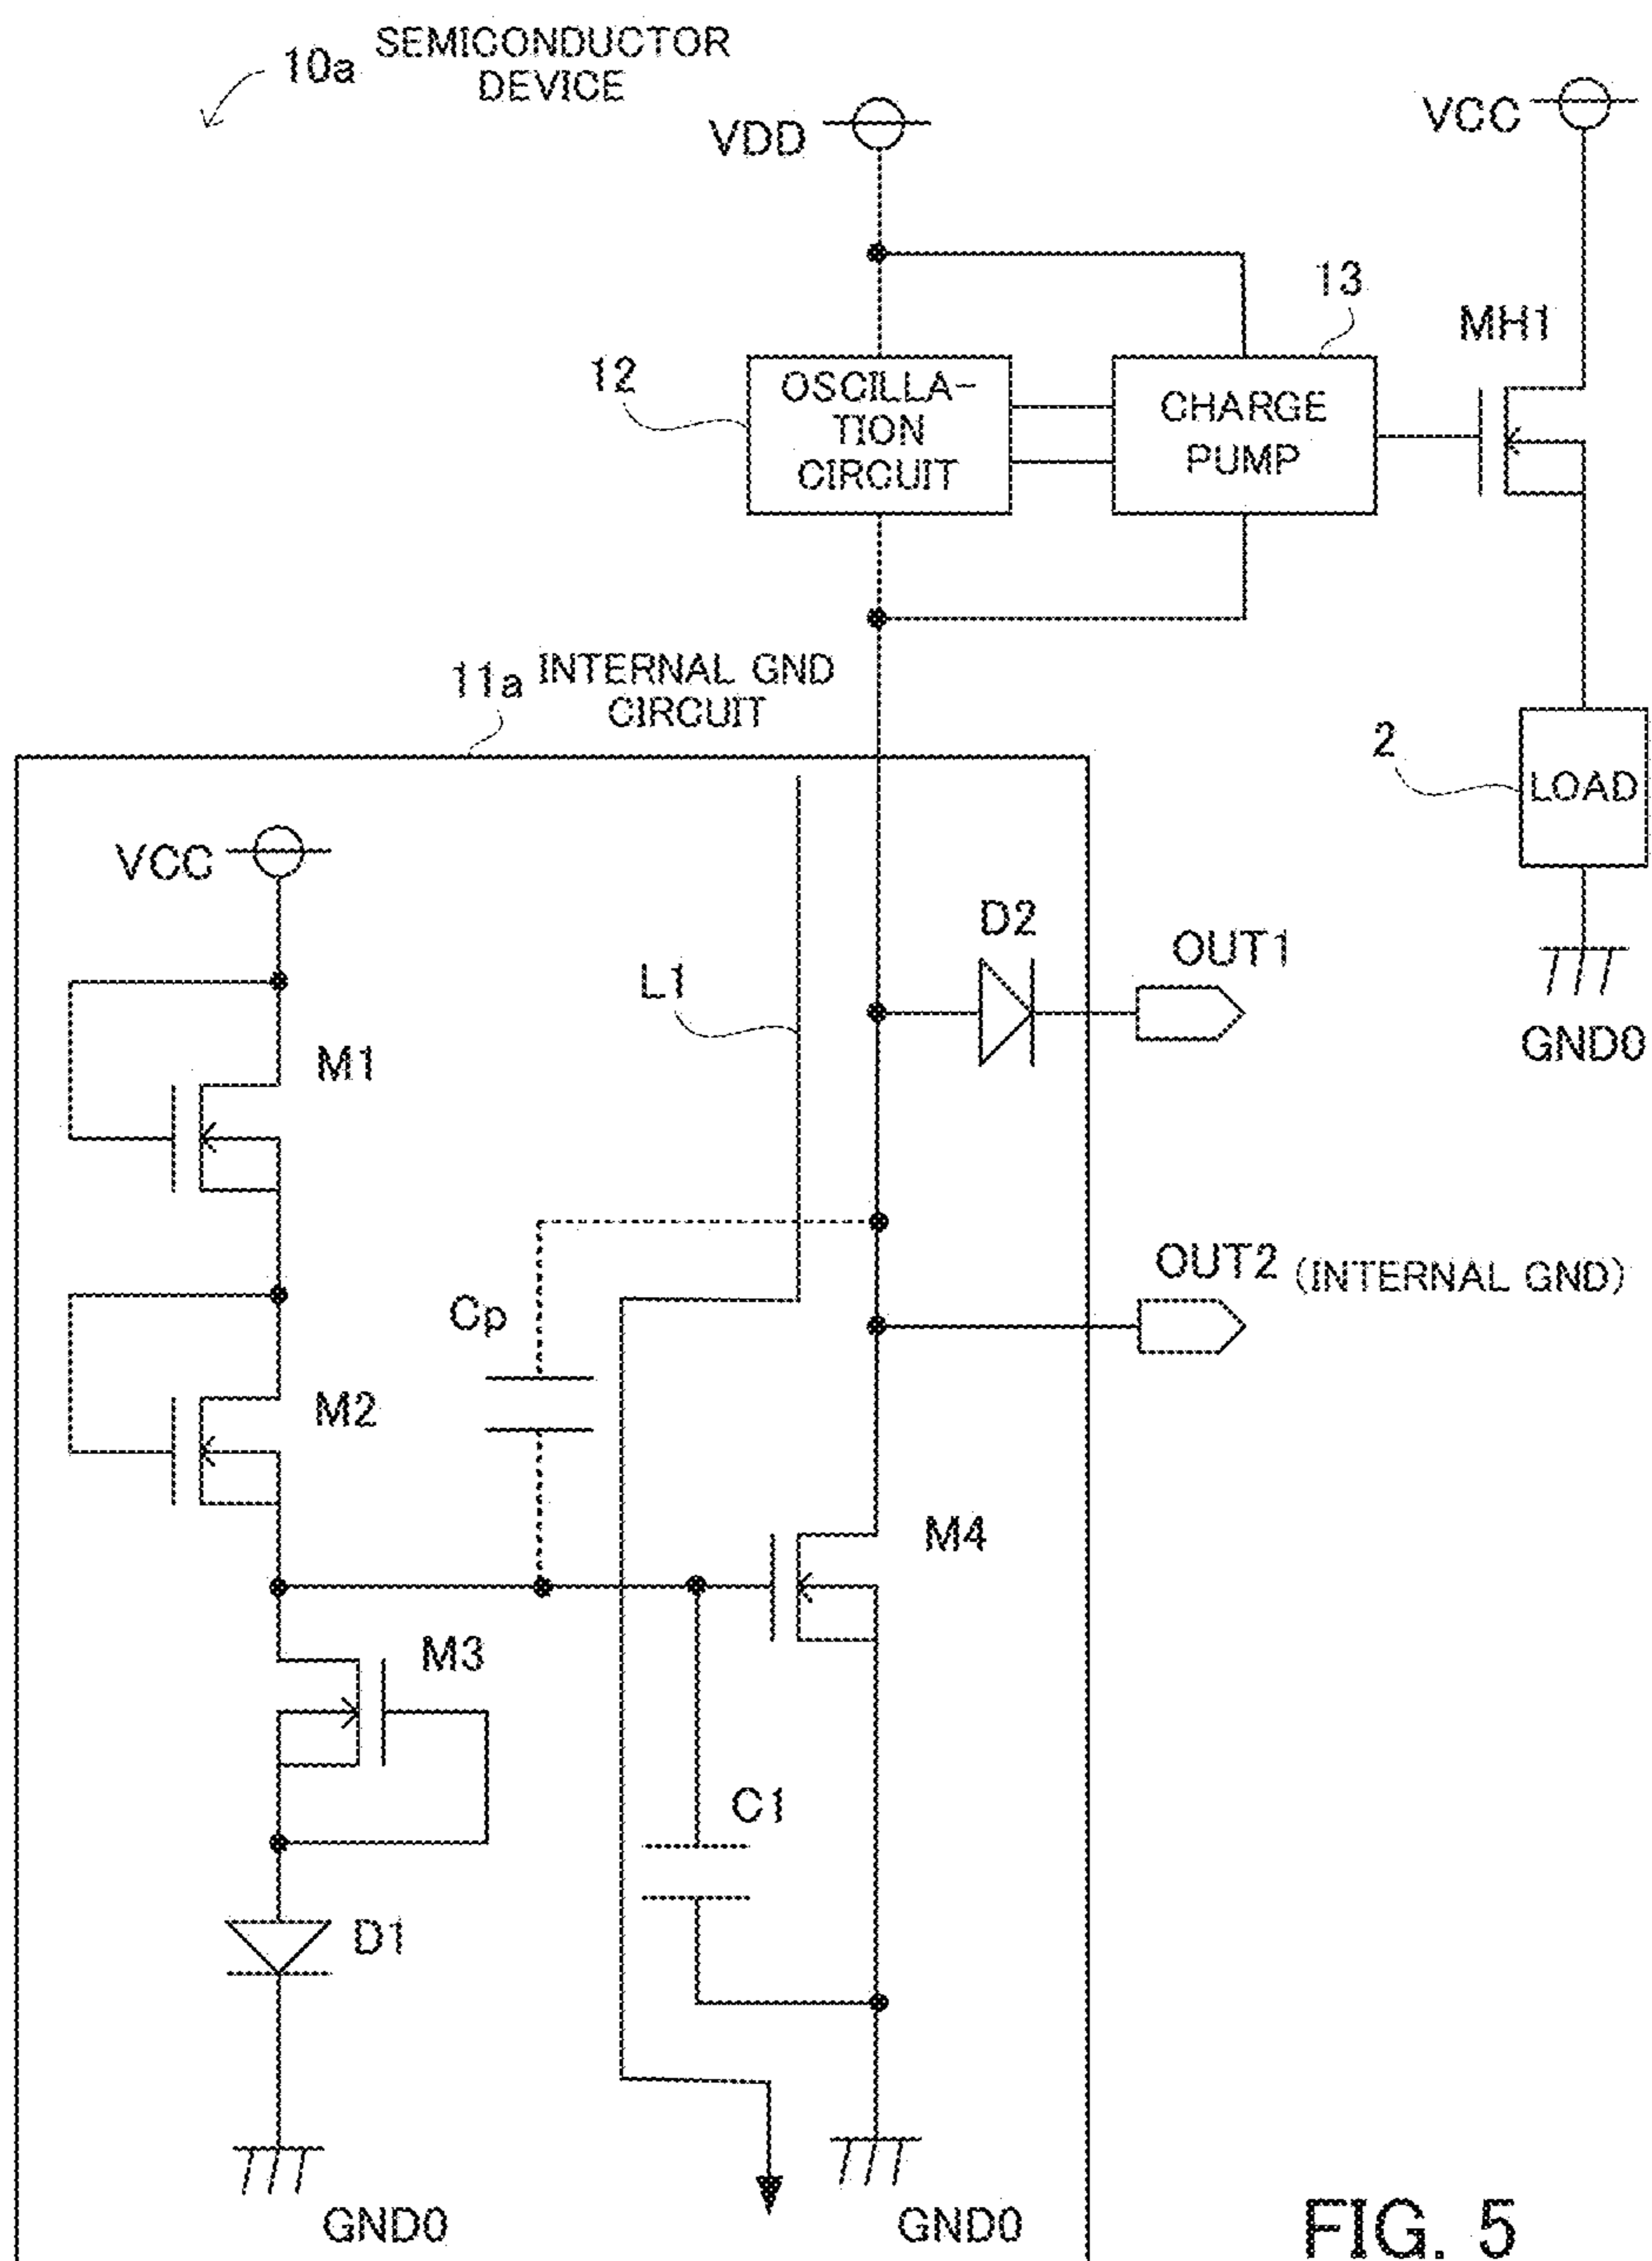 10a SEMICONDUCTOR
DEVICE
VDD
VCC
13
MH1
12
OSCILLA-
TION
CIRCUIT
CHARGE
PUMP
11a INTERNAL GND
CIRCUIT
2
LOAD
VCC
D2
OUT1
L1
GND0
M1
OUT2 (INTERNAL GND)
Cp
M2
M4
M3
C1
D1
GND0
GND0
FIG. 5